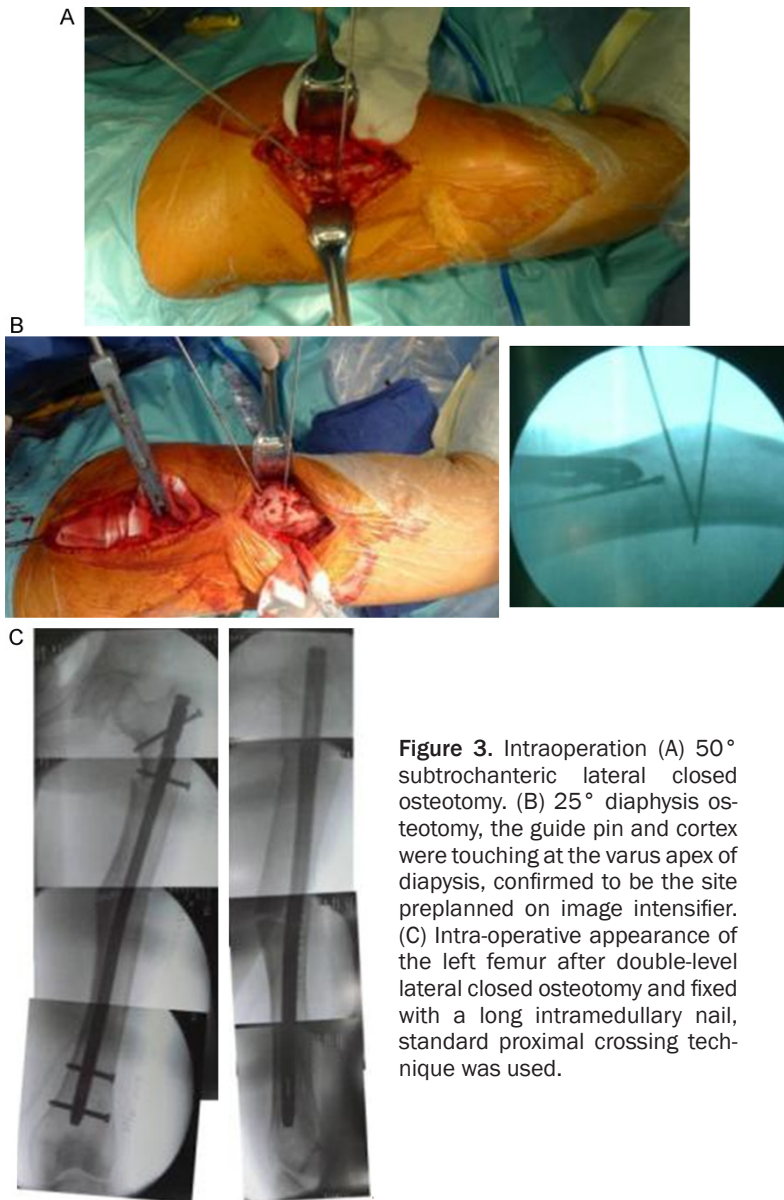 A
B
C
Figure 3. Intraoperation (A) 50°
subtrochanteric lateral closed
osteotomy. (B) 25° diaphysis os-
teotomy, the guide pin and cortex
were touching at the varus apex of
diapysis, confirmed to be the site
preplanned on image intensifier.
(C) Intra-operative appearance of
the left femur after double-level
lateral closed osteotomy and fixed
with a long intramedullary nail,
standard proximal crossing tech-
nique was used.